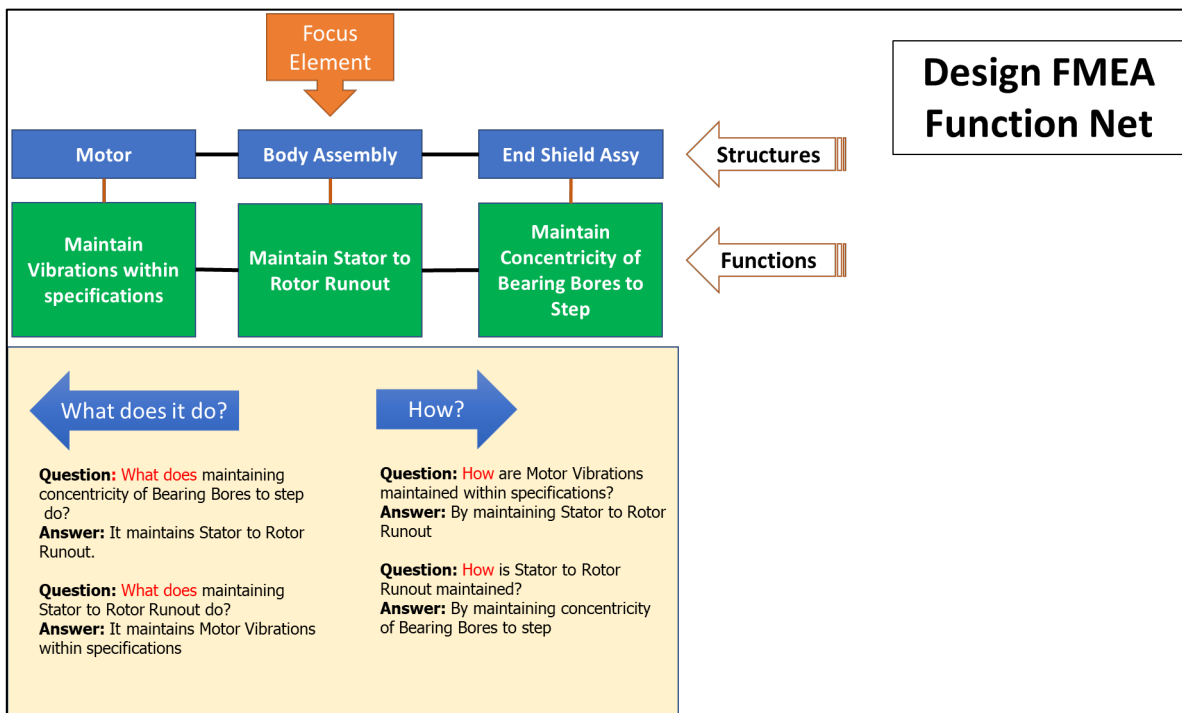 Focus
Element
Design FMEA
Function Net
Motor
Body Assembly
End Shield Assy
Structures
Maintain
Vibrations within
specifications
Maintain Stator to
Rotor Runout
Maintain
Concentricity of
Bearing Bores to
Step
Functions
What does it do?
How?
Question: What does maintaining
concentricity of Bearing Bores to step
do?
Answer: It maintains Stator to Rotor
Runout.
Question: What does maintaining
Stator to Rotor Runout do?
Answer: It maintains Motor Vibrations
within specifications
Question: How are Motor Vibrations
maintained within specifications?
Answer: By maintaining Stator to Rotor
Runout
Question: How is Stator to Rotor
Runout maintained?
Answer: By maintaining concentricity
of Bearing Bores to step